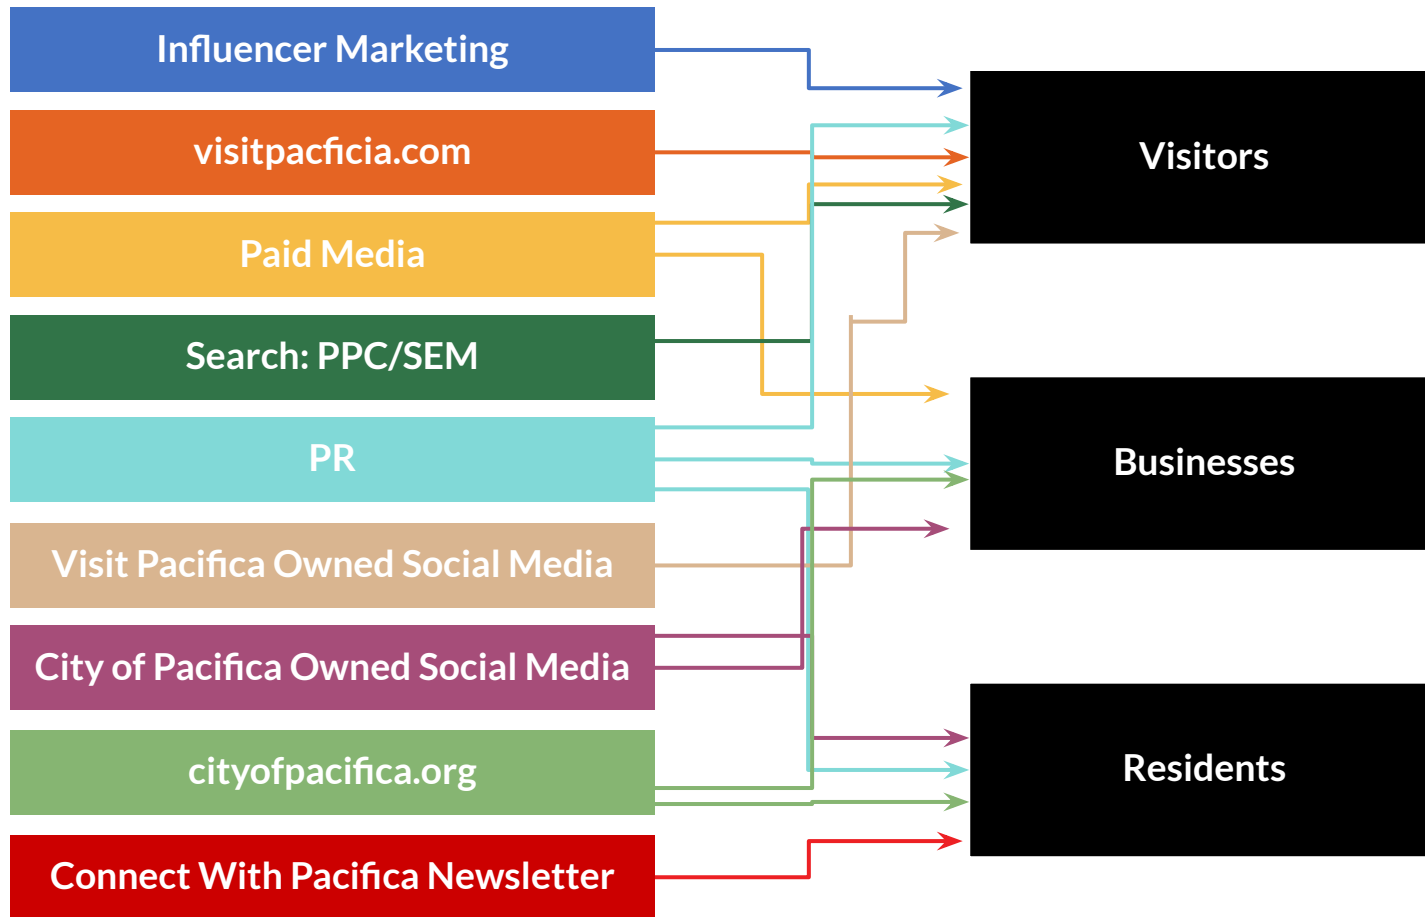 Influencer Marketing
visitpacficia.com
Paid Media
Search: PPC/SEM
PR
Visit Pacifica Owned Social Media
City of Pacifica Owned Social Media
cityofpacifica.org
Connect With Pacifica Newsletter
Visitors
Businesses
Residents